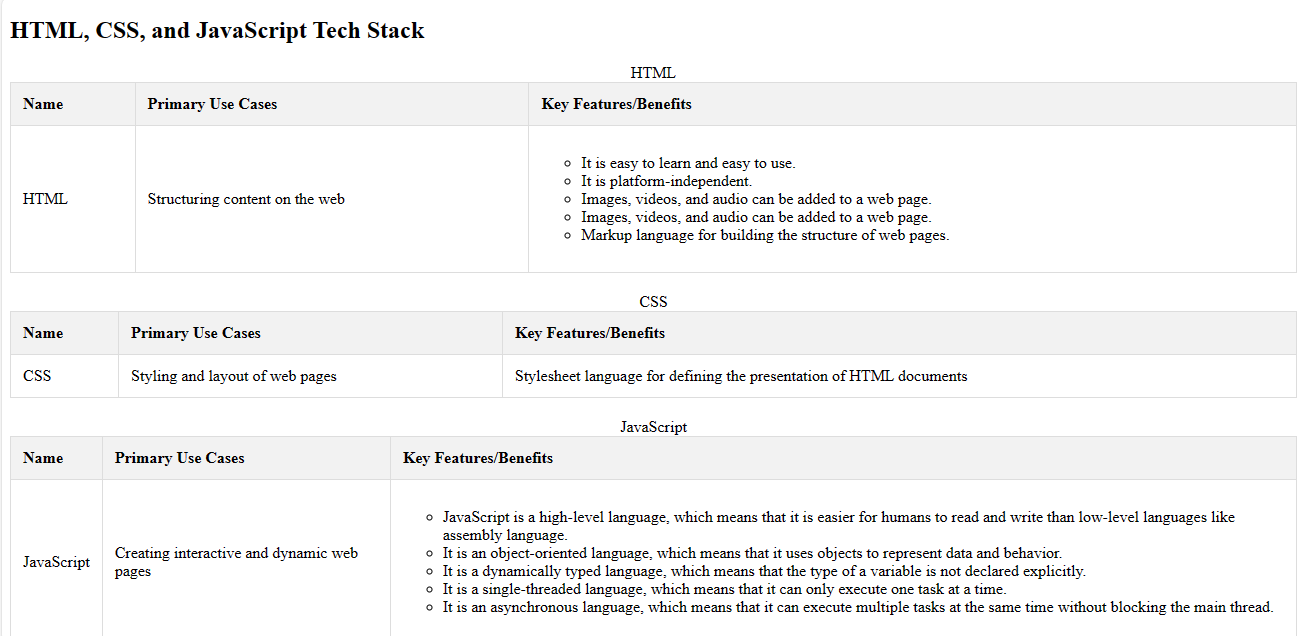 HTML, CSS, and JavaScript Tech Stack
HTML
Name Primary Use Cases Key Features/Benefits
HTML Structuring content on the web
It is easy to learn and easy to use.
It is platform-independent.
Images, videos, and audio can be added to a web page.
Images, videos, and audio can be added to a web page.
Markup language for building the structure of web pages.
CSS
Name Primary Use Cases Key Features/Benefits
CSS Styling and layout of web pages Stylesheet language for defining the presentation of HTML documents
JavaScript
Name Primary Use Cases Key Features/Benefits
JavaScript
Creating interactive and dynamic web
pages
JavaScript is a high-level language, which means that it is easier for humans to read and write than low-level languages like
assembly language.
It is an object-oriented language, which means that it uses objects to represent data and behavior.
It is a dynamically typed language, which means that the type of a variable is not declared explicitly.
It is a single-threaded language, which means that it can only execute one task at a time.
It is an asynchronous language, which means that it can execute multiple tasks at the same time without blocking the main thread.